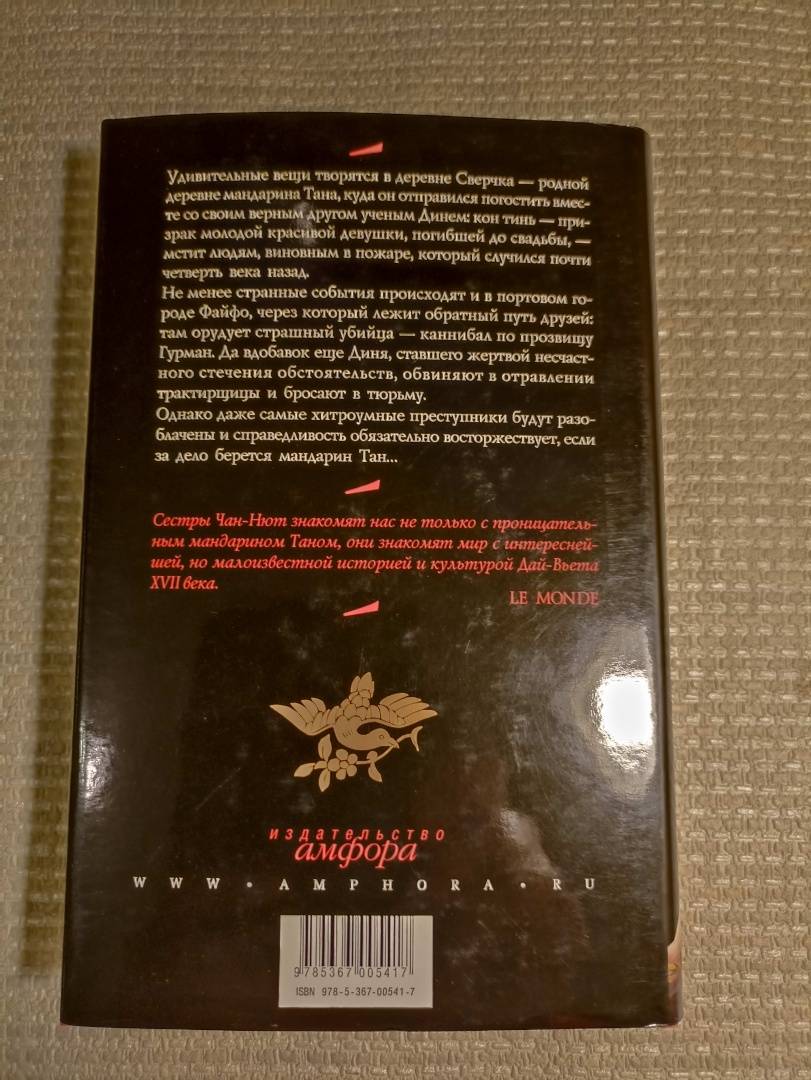 Удивительные вещи творятся в деревне Сверчка — родной
деревне мандарина Тана, куда он отправился погостить вмес-
те со своим верным другом ученым Динем: кон тинь — при-
зрак молодой красивой девушки, погибшей до свадьбы, —
мстит людям, виновным в пожаре, который случился почти
четверть века назад.
Не менее странные события происходят и в портовом го-
роде Файфо, через который лежит обратный путь друзей:
там орудует страшный убийца — каннибал по прозвищу
Гурман. Да вдобавок еще Диня, ставшего жертвой несчаст-
ного стечения обстоятельств, обвиняют в отравлении
трактирщицы и бросают в тюрьму.
Однако даже самые хитроумные преступники будут разо-
блачены и справедливость обязательно восторжествует, если
за дело берется мандарин Тан...
Сестры Чан-Нют знакомят нас не только с проницатель-
ным мандарином Таном, они знакомят мир с интересней-
шей, но малоизвестной историей и культурой Дай-Вьета
XVII века.
LE MONDE
издательство
амфора
WWW • AMPHORA • RU
9 785367 005417
ISBN 978-5-367-00541-7